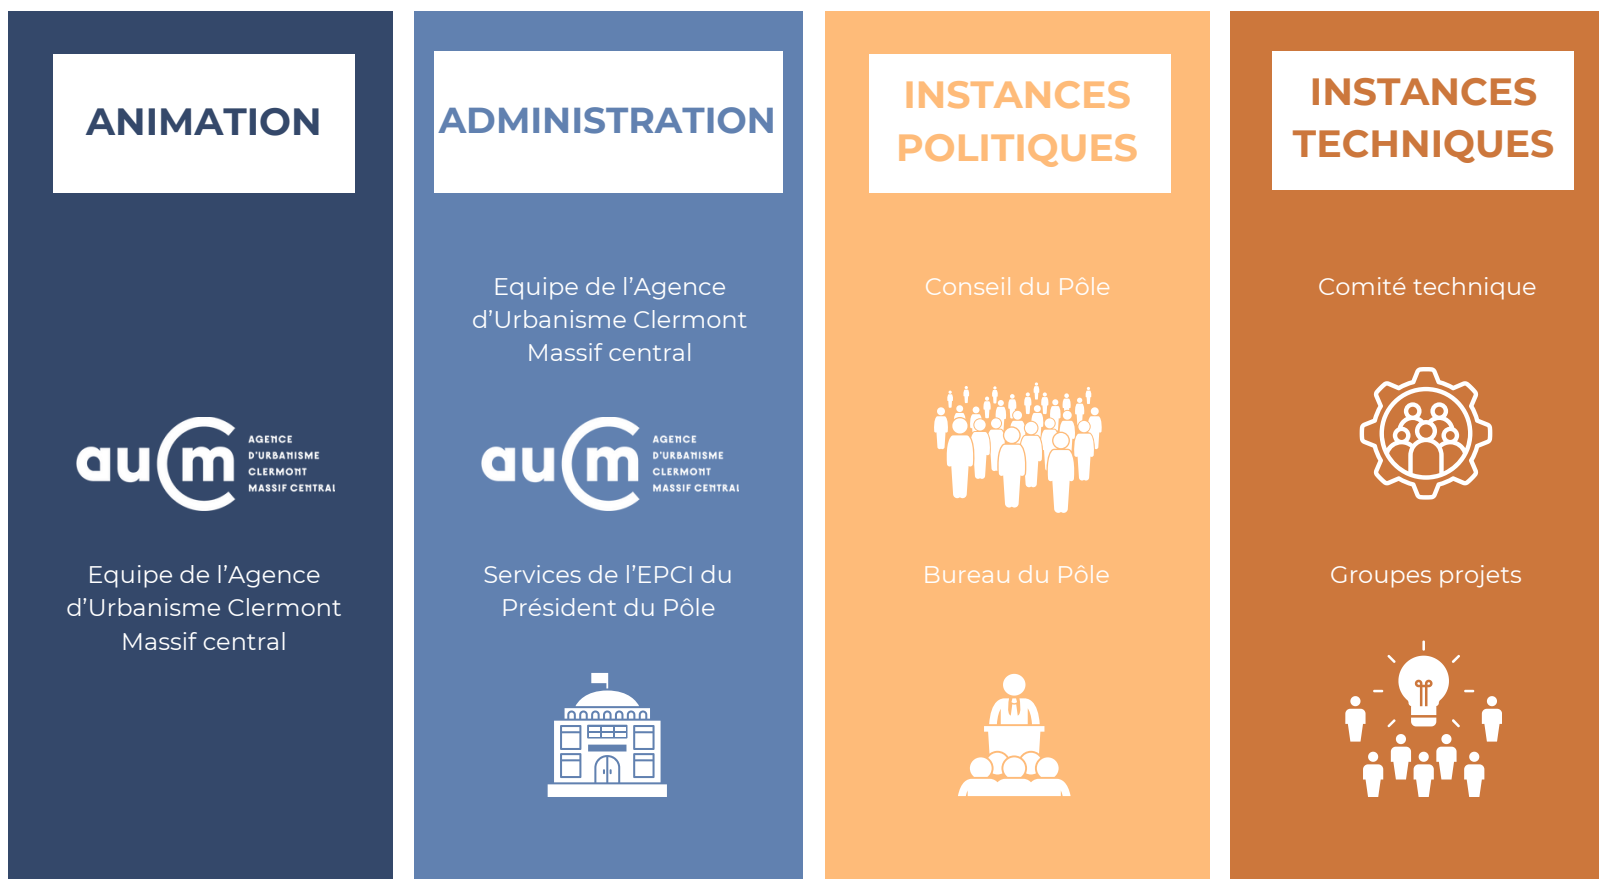 ANIMATION
auCm
AGENCE
D'URBANISME
CLERMONT
MASSIF CENTRAL
Equipe de l'Agence
d'Urbanisme Clermont
Massif central
ADMINISTRATION
Equipe de l'Agence
d'Urbanisme Clermont
Massif central
auCm
AGENCE
D'URBANISME
CLERMONT
MASSIF CENTRAL
Services de l'EPCI du
Président du Pôle
INSTANCES
POLITIQUES
Conseil du Pôle
Bureau du Pôle
INSTANCES
TECHNIQUES
Comité technique
Groupes projets